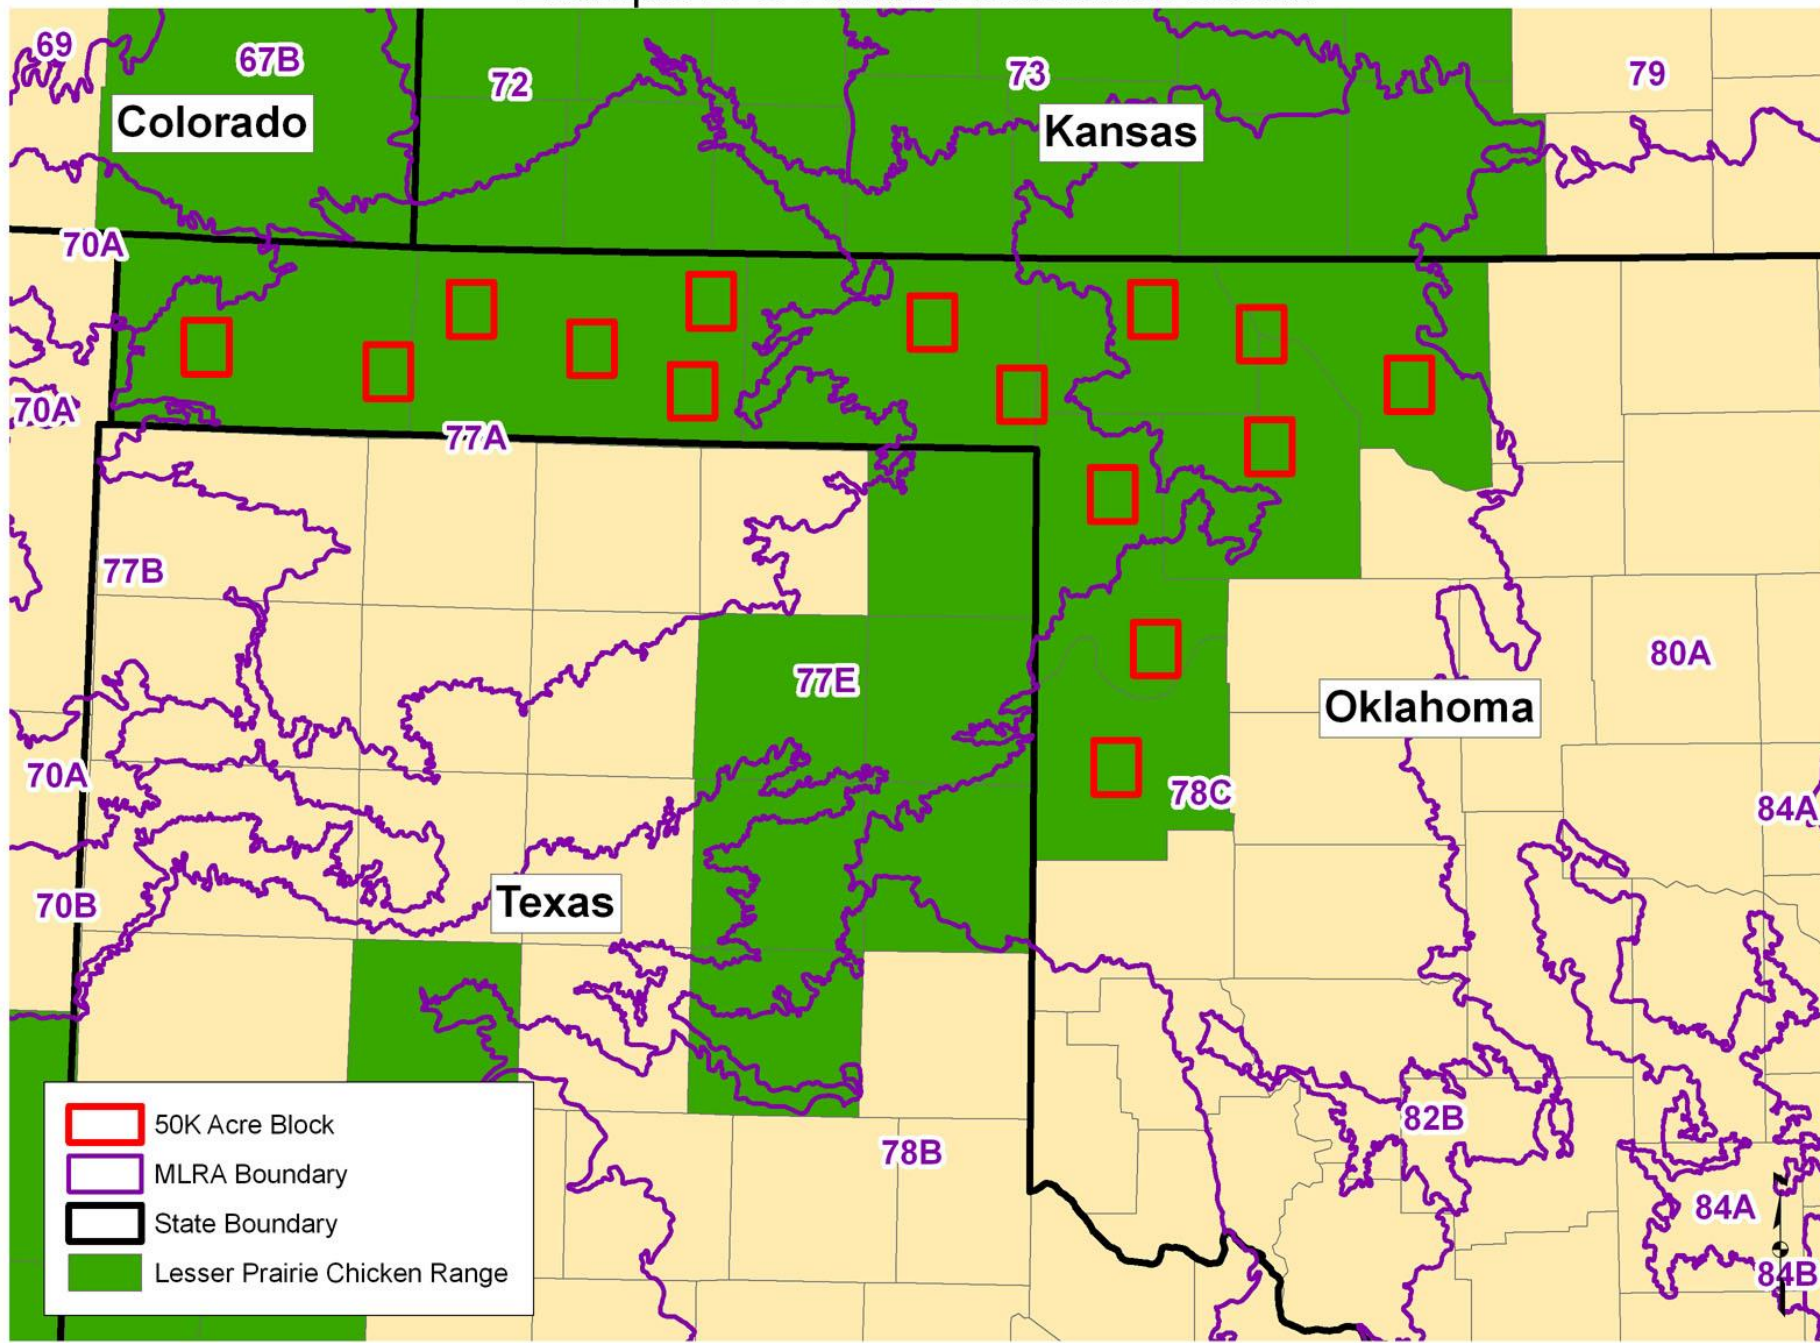 69
67B
72
73
79
Colorado
Kansas
70A
70A
77A
77B
77E
80A
Oklahoma
70A
78C
84A
70B
Texas
82B
78B
84A
84B
N
50K Acre Block
MLRA Boundary
State Boundary
Lesser Prairie Chicken Range